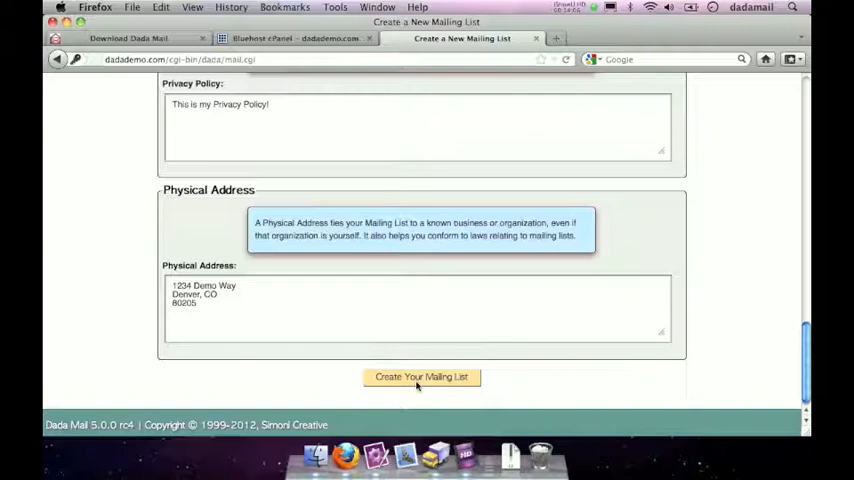 Firefox File Edit View History Bookmarks Tools Window Help dadamail
Create a New Mailing List
Download Dada Mail
Bluehost cPanel – dadademo.com...
Create a New Mailing List
dadademo.com/cgi-bin/dada/mail.cgi
Google
Privacy Policy:
This is my Privacy Policy!
Physical Address
A Physical Address ties your Mailing List to a known business or organization, even if
that organization is yourself. It also helps you conform to laws relating to mailing lists.
Physical Address:
1234 Demo Way
Denver, CO
80205
Create Your Mailing List
Dada Mail 5.0.0 rc4 | Copyright © 1999-2012, Simoni Creative
HD